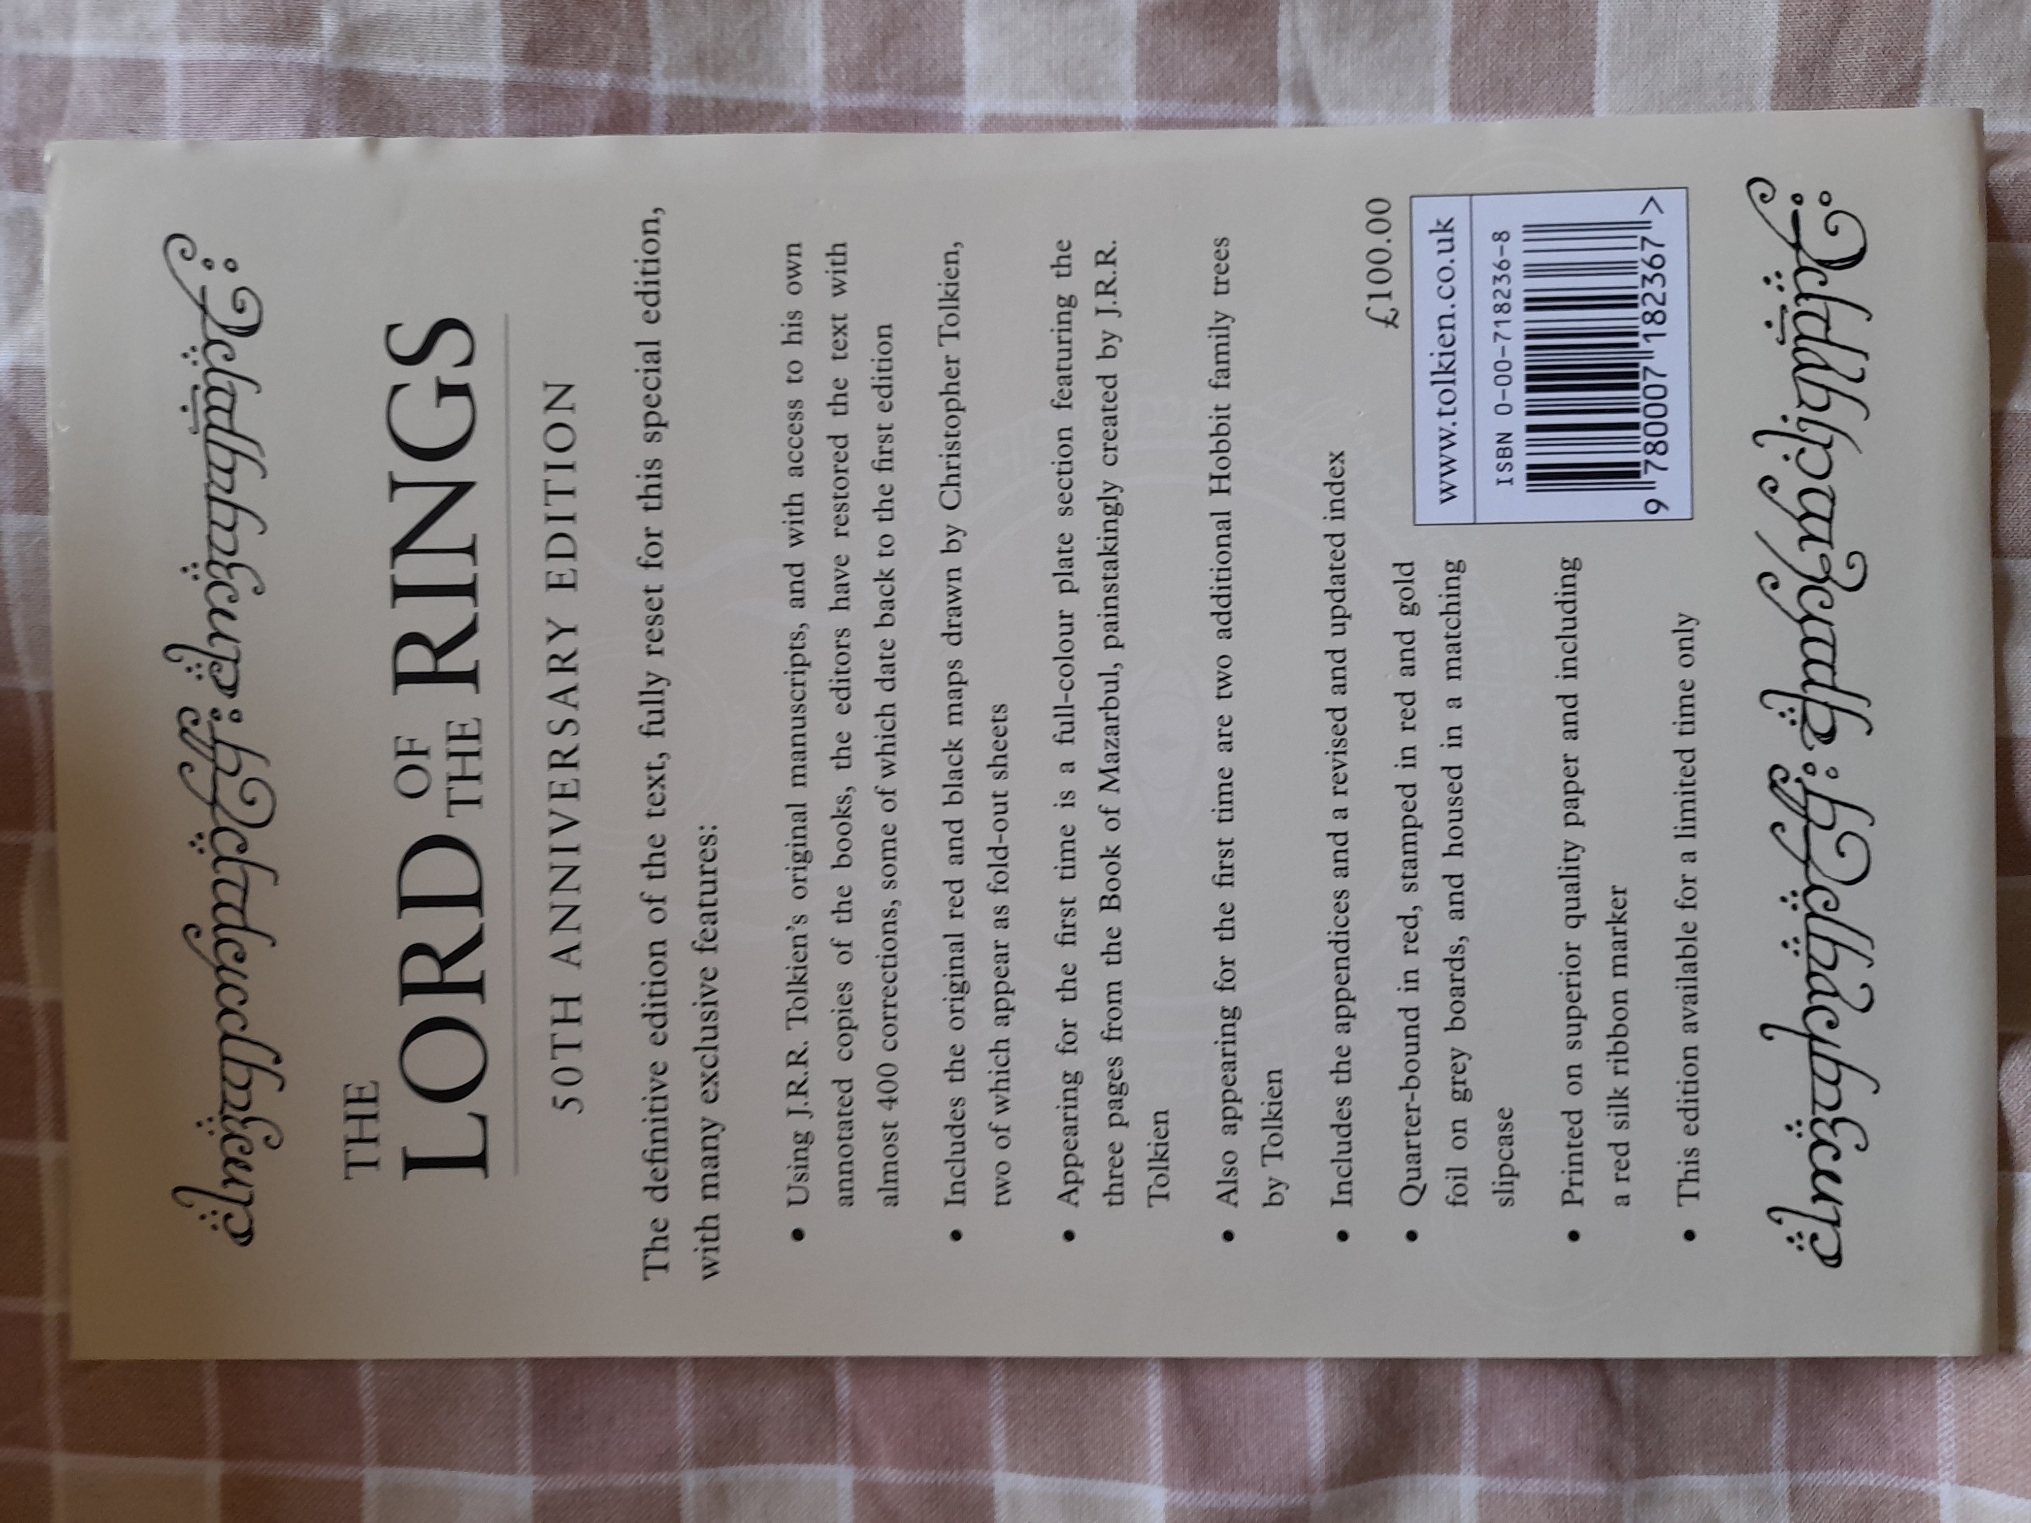 THE
LORD OF THE RINGS
50TH ANNIVERSARY EDITION
The definitive edition of the text, fully reset for this special edition,
with many exclusive features:
• Using J.R.R. Tolkien's original manuscripts, and with access to his own
annotated copies of the books, the editors have restored the text with
almost 400 corrections, some of which date back to the first edition
• Includes the original red and black maps drawn by Christopher Tolkien,
two of which appear as fold-out sheets
• Appearing for the first time is a full-colour plate section featuring the
three pages from the Book of Mazarbul, painstakingly created by J.R.R.
Tolkien
• Also appearing for the first time are two additional Hobbit family trees
by Tolkien
• Includes the appendices and a revised and updated index
• Quarter-bound in red, stamped in red and gold
foil on grey boards, and housed in a matching
slipcase
• Printed on superior quality paper and including
a red silk ribbon marker
• This edition available for a limited time only
£100.00
www.tolkien.co.uk
ISBN 0-00-718236-8
9 780007 182367 >